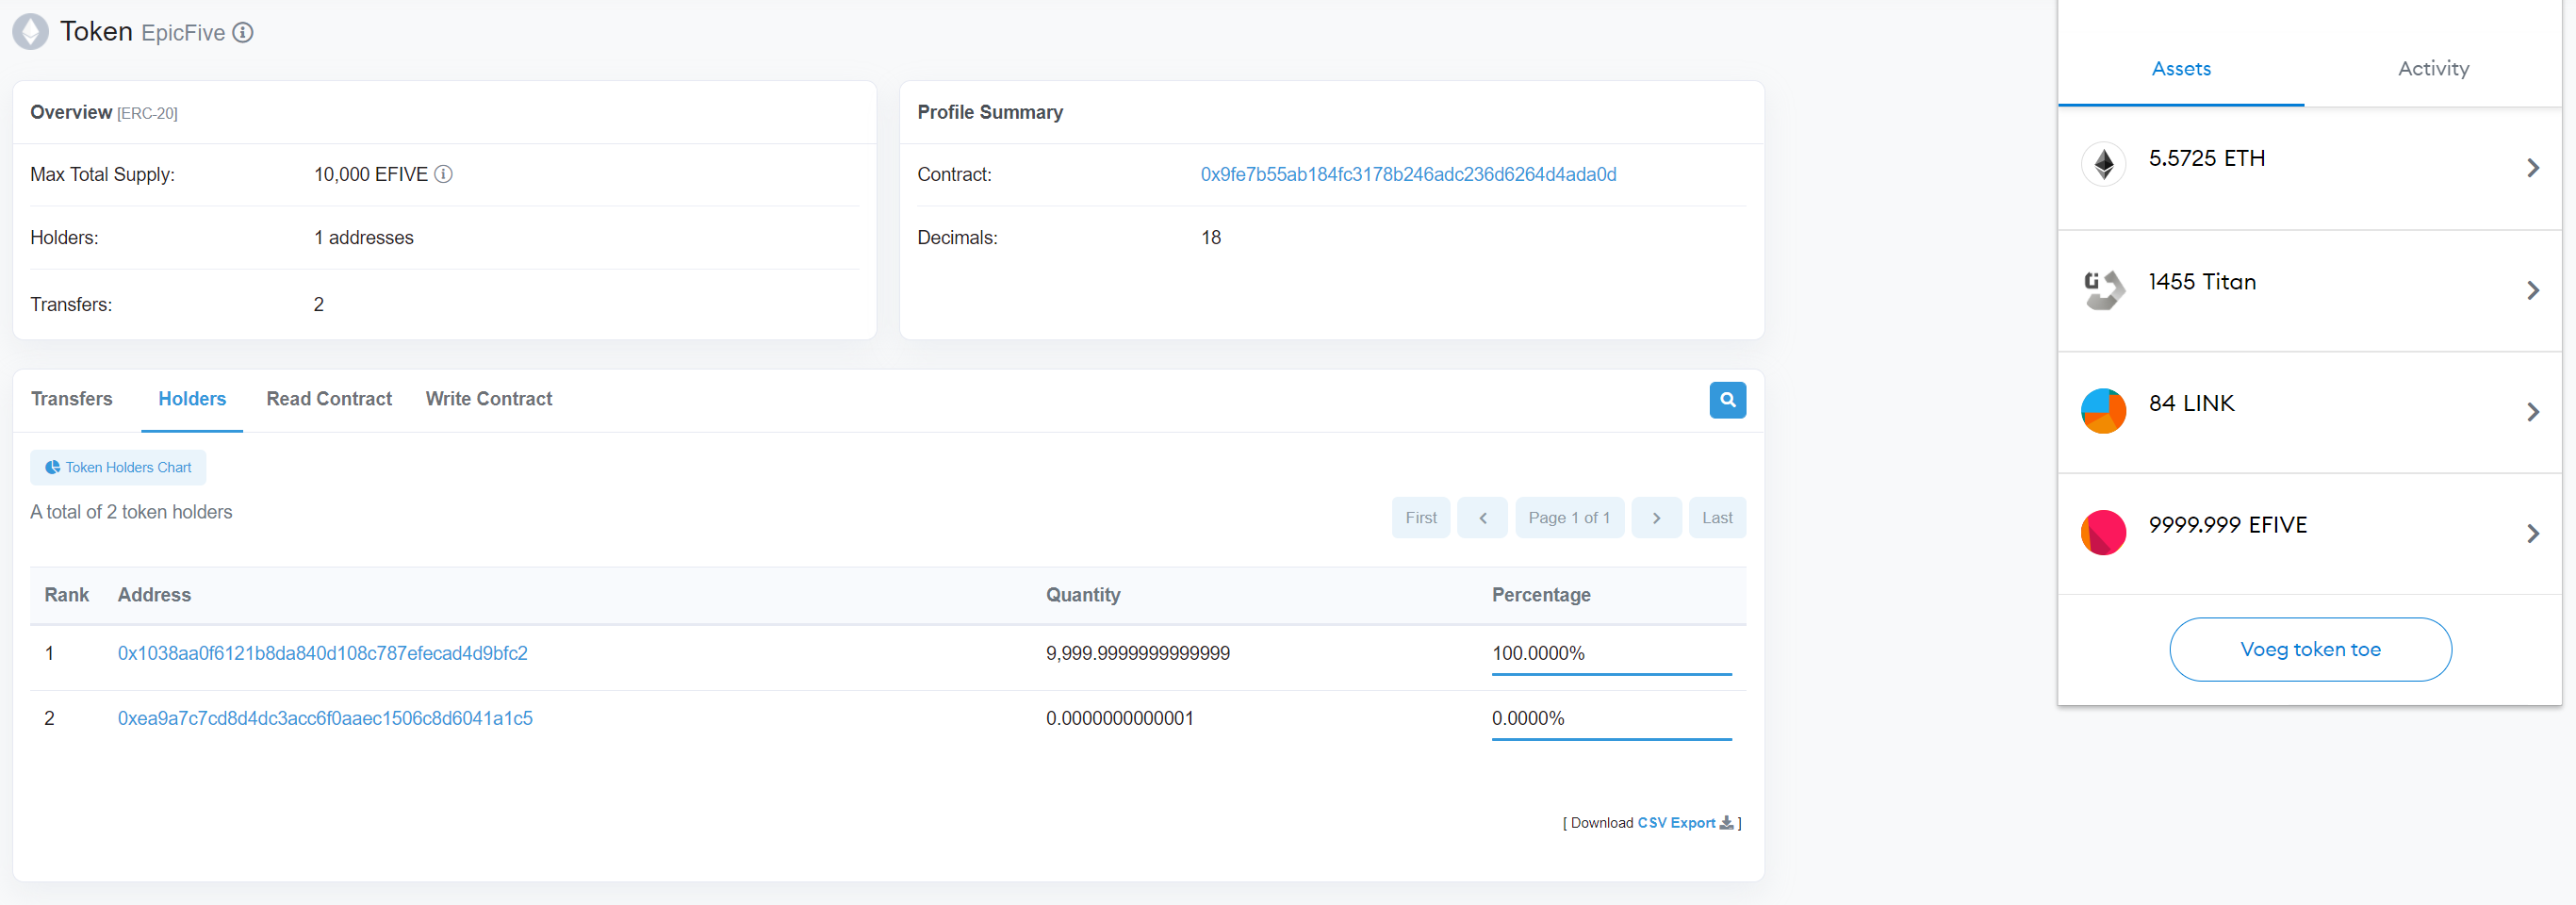 Token EpicFive
Overview [ERC-20]
Max Total Supply: 10,000 EFIVE
Holders: 1 addresses
Transfers: 2
Profile Summary
Contract: 0x9fe7b55ab184fc3178b246adc236d6264d4ada0d
Decimals: 18
Transfers Holders Read Contract Write Contract
Token Holders Chart
A total of 2 token holders
First < Page 1 of 1 > Last
Rank Address Quantity Percentage
1 0x1038aa0f6121b8da840d108c787efecad4d9bfc2 9,999.9999999999999 100.0000%
2 0xea9a7c7cd8d4dc3acc6f0aaec1506c8d6041a1c5 0.0000000000001 0.0000%
[ Download CSV Export ]
Assets Activity
5.5725 ETH
1455 Titan
84 LINK
9999.999 EFIVE
Voeg token toe